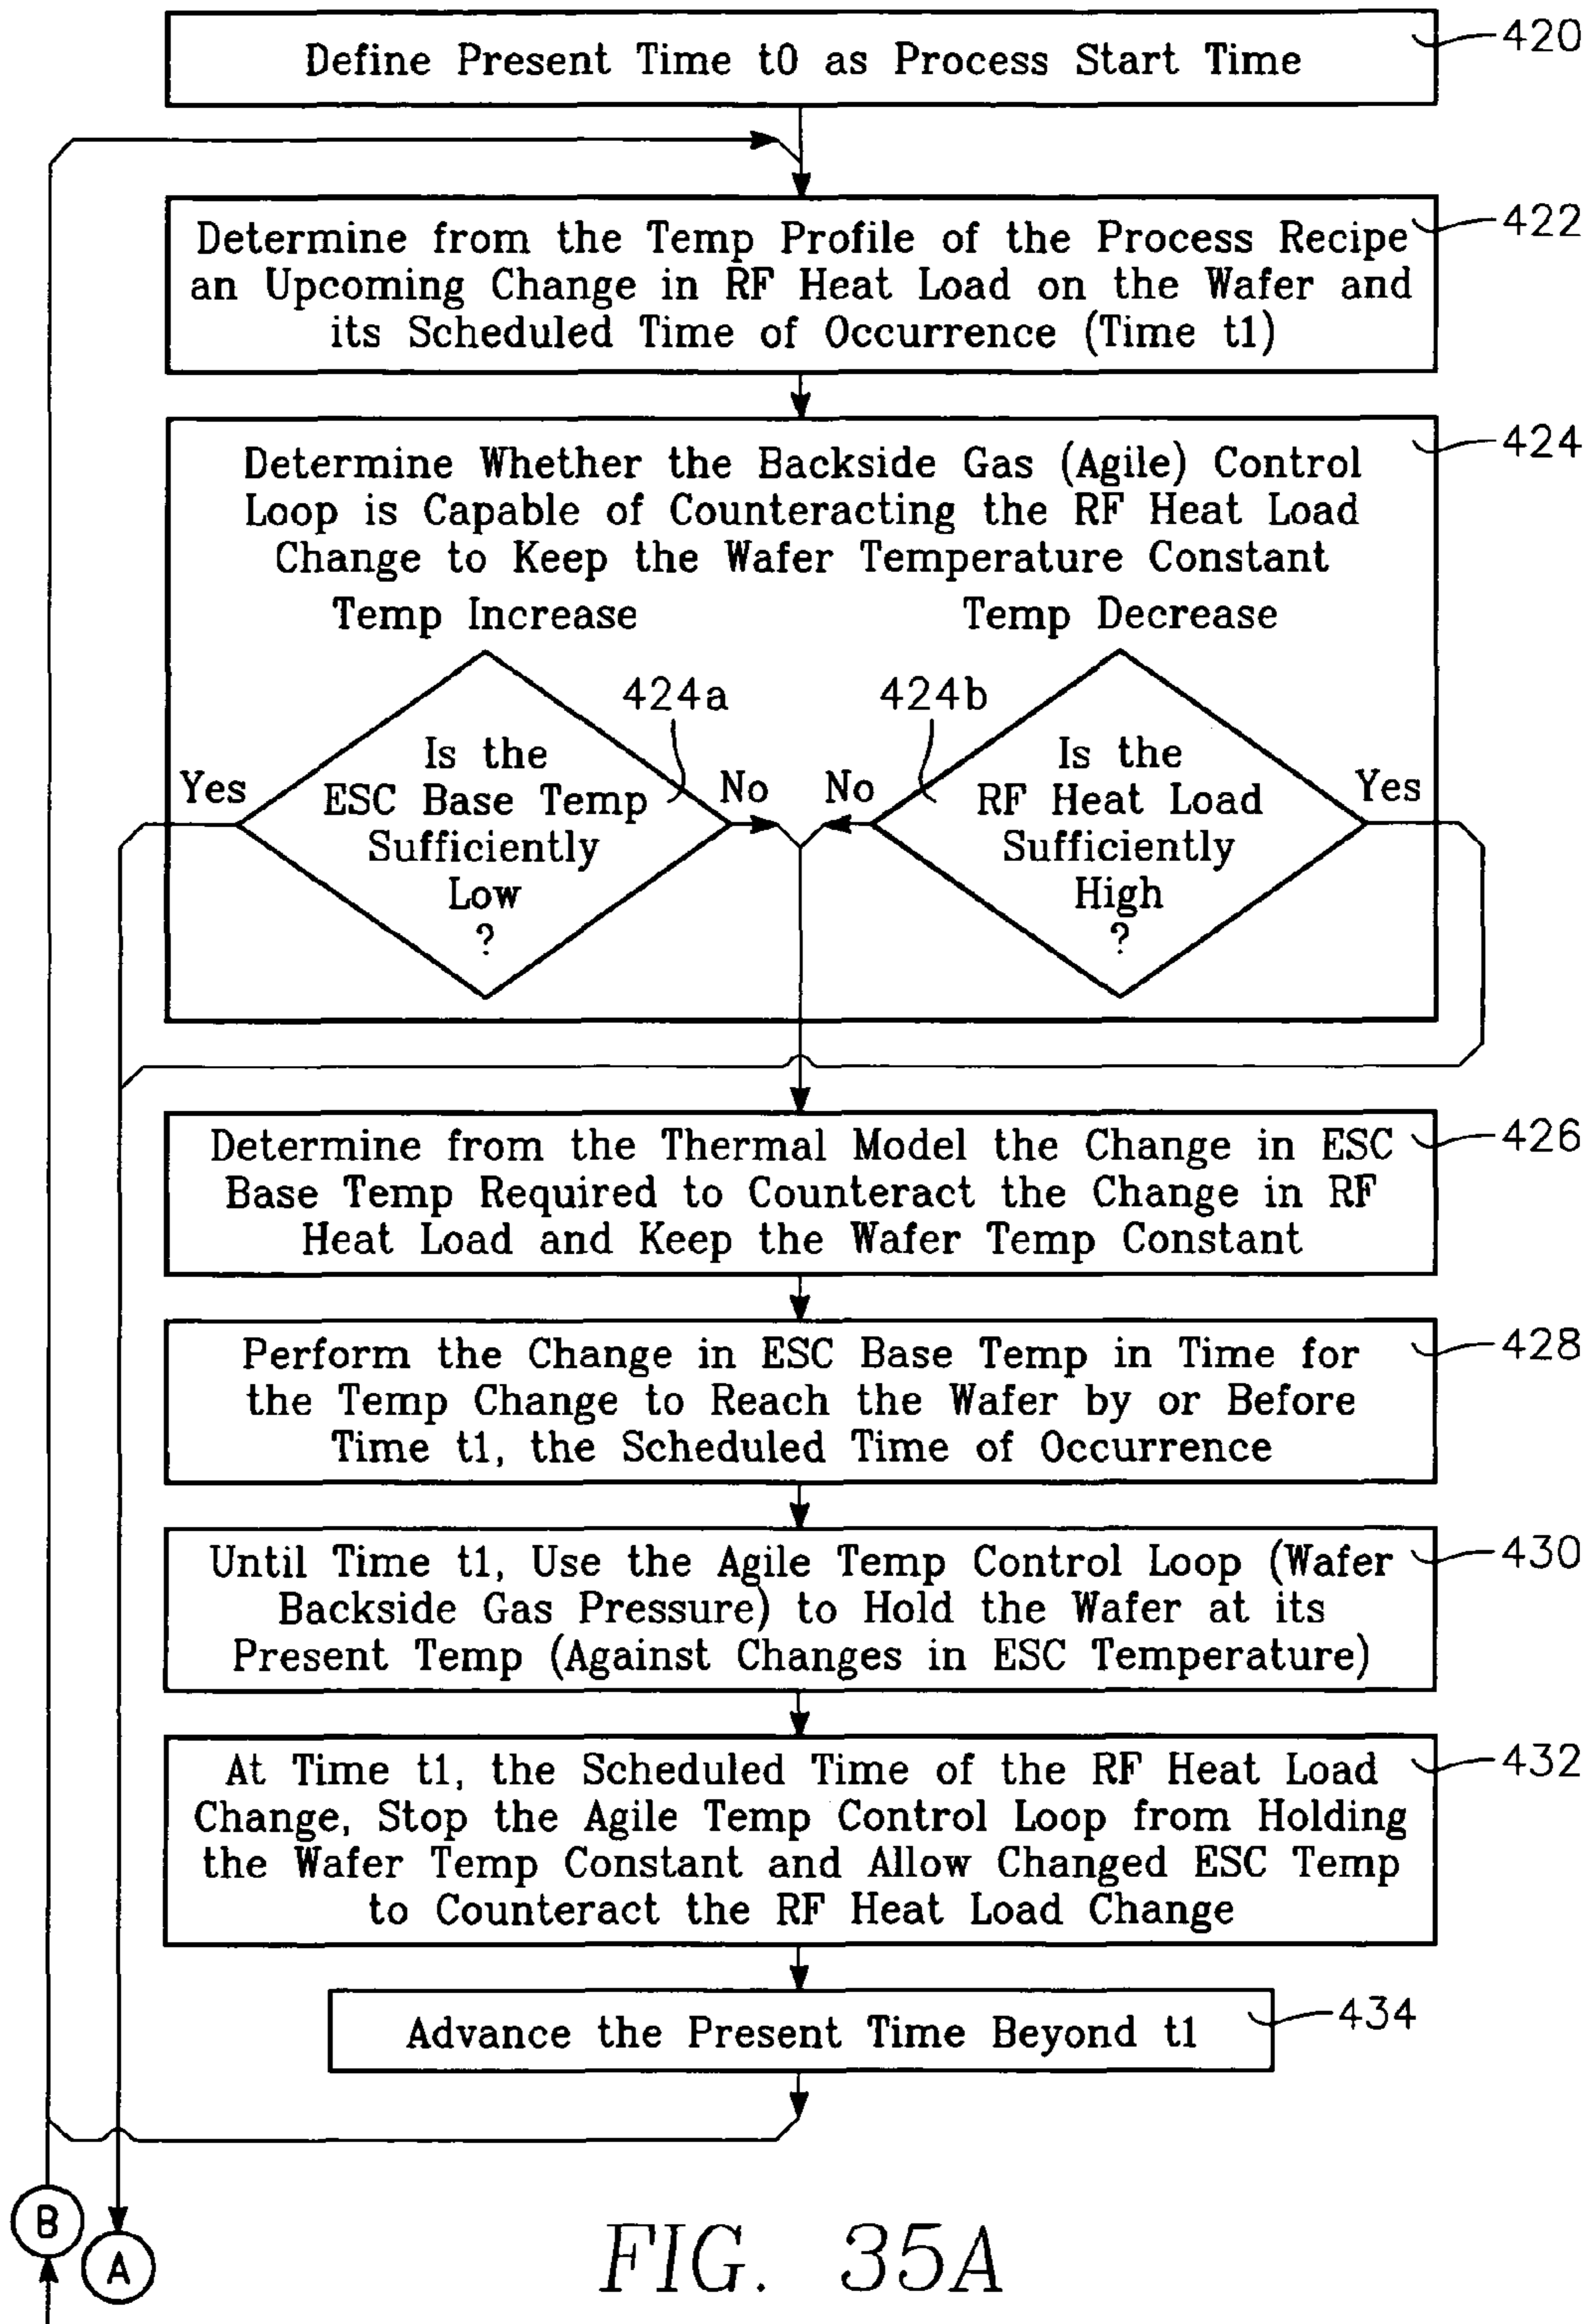 Define Present Time t0 as Process Start Time
420
Determine from the Temp Profile of the Process Recipe
an Upcoming Change in RF Heat Load on the Wafer and
its Scheduled Time of Occurrence (Time t1)
422
Determine Whether the Backside Gas (Agile) Control
Loop is Capable of Counteracting the RF Heat Load
Change to Keep the Wafer Temperature Constant
424
Temp Increase
Temp Decrease
424a
424b
Yes
Is the
ESC Base Temp
Sufficiently
Low
?
No
No
Is the
RF Heat Load
Sufficiently
High
?
Yes
Determine from the Thermal Model the Change in ESC
Base Temp Required to Counteract the Change in RF
Heat Load and Keep the Wafer Temp Constant
426
Perform the Change in ESC Base Temp in Time for
the Temp Change to Reach the Wafer by or Before
Time t1, the Scheduled Time of Occurrence
428
Until Time t1, Use the Agile Temp Control Loop (Wafer
Backside Gas Pressure) to Hold the Wafer at its
Present Temp (Against Changes in ESC Temperature)
430
At Time t1, the Scheduled Time of the RF Heat Load
Change, Stop the Agile Temp Control Loop from Holding
the Wafer Temp Constant and Allow Changed ESC Temp
to Counteract the RF Heat Load Change
432
Advance the Present Time Beyond t1
434
B
A
FIG. 35A